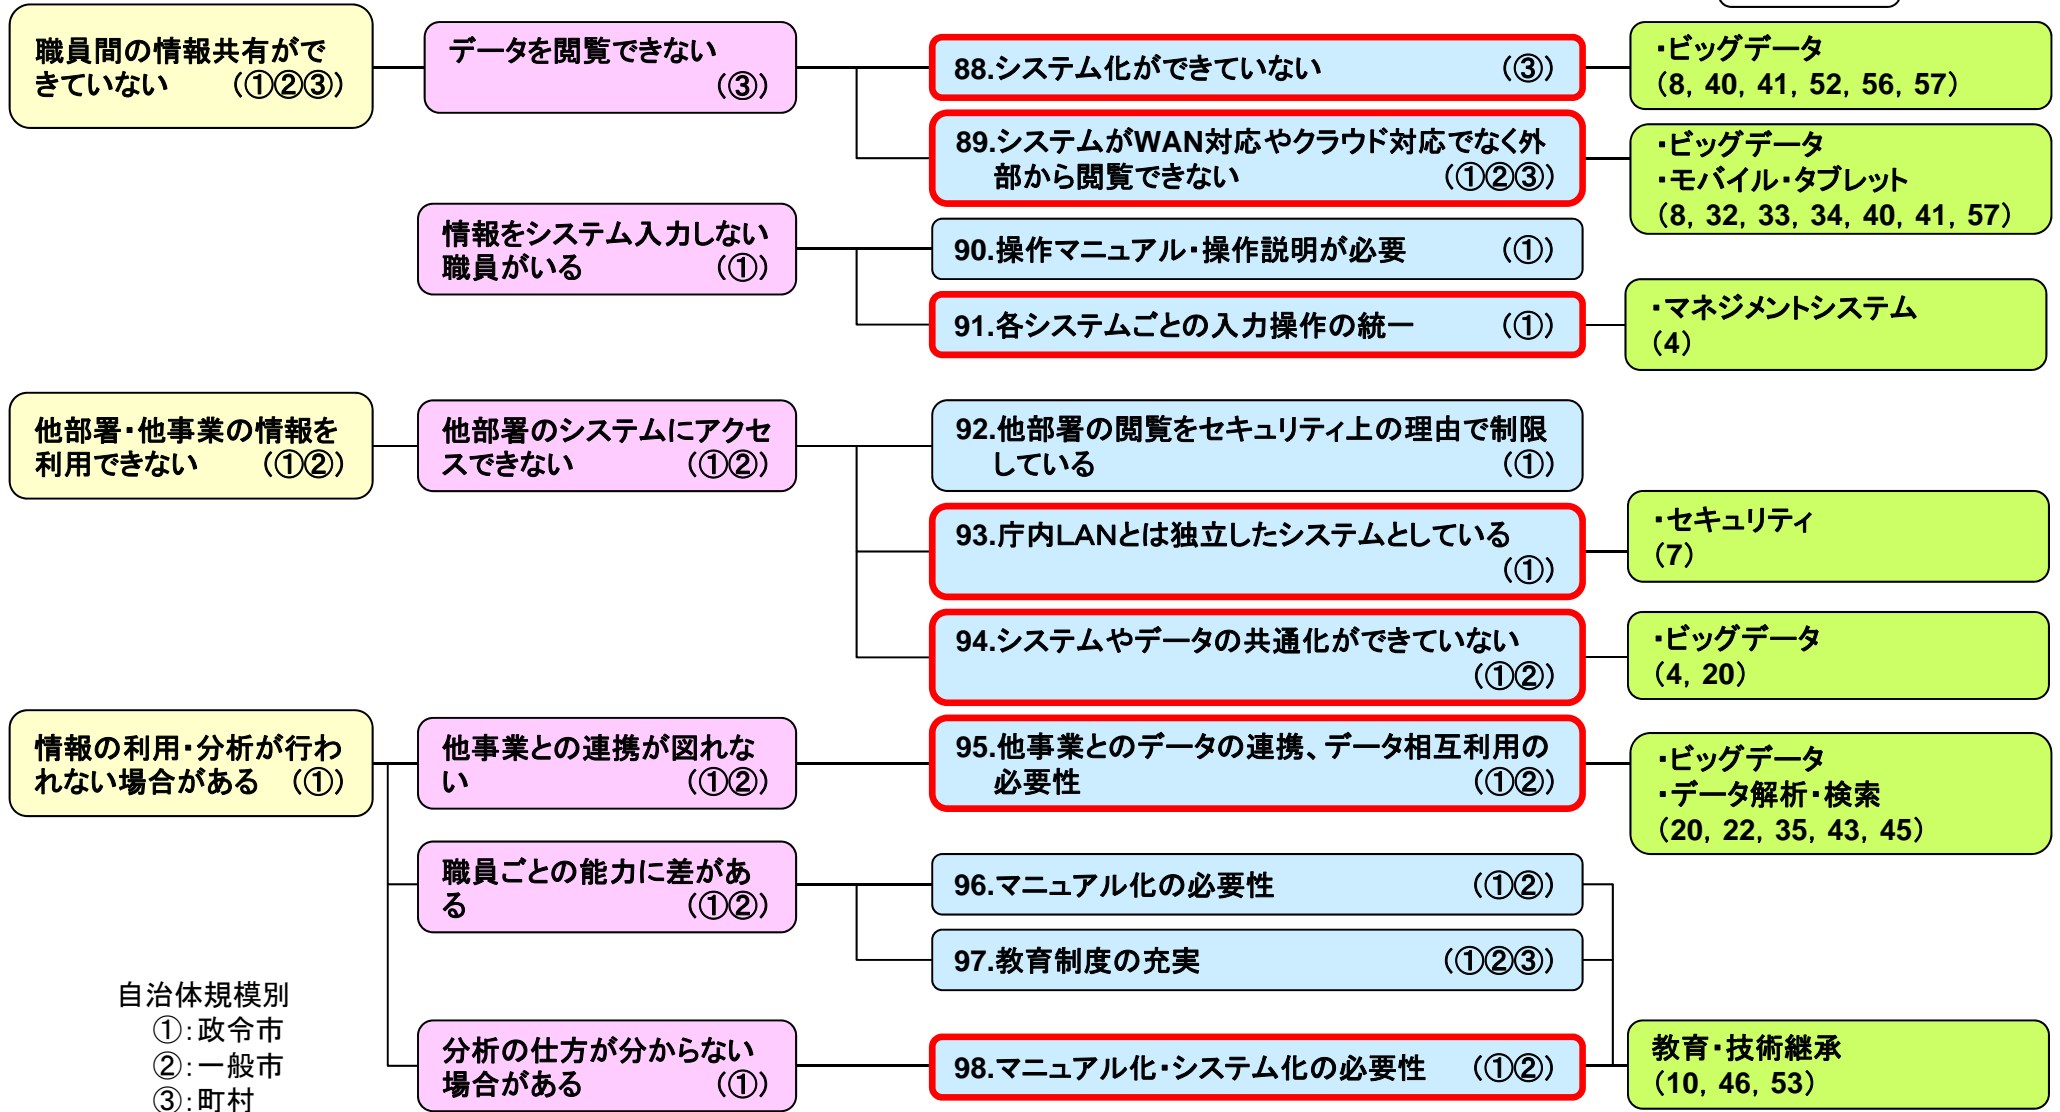 職員間の情報共有がで
きていない （①②③）
データを閲覧できない
（③）
88.システム化ができていない （③）
・ビッグデータ
（8，40，41，52，56，57）
89.システムがWAN対応やクラウド対応でなく外
部から閲覧できない （①②③）
・ビッグデータ
・モバイル・タブレット
（8，32，33，34，40，41，57）
情報をシステム入力しない
職員がいる （①）
90.操作マニュアル・操作説明が必要 （①）
91.各システムごとの入力操作の統一 （①）
・マネジメントシステム
（4）
他部署・他事業の情報を
利用できない （①②）
他部署のシステムにアクセ
スできない （①②）
92.他部署の閲覧をセキュリティ上の理由で制限
している （①）
93.庁内LANとは独立したシステムとしている
（①）
・セキュリティ
（7）
94.システムやデータの共通化ができていない
（①②）
・ビッグデータ
（4，20）
情報の利用・分析が行わ
れない場合がある （①）
他事業との連携が図れな
い （①②）
95.他事業とのデータの連携、データ相互利用の
必要性 （①②）
・ビッグデータ
・データ解析・検索
（20，22，35，43，45）
職員ごとの能力に差があ
る （①②）
96.マニュアル化の必要性 （①②）
97.教育制度の充実 （①②③）
分析の仕方が分からない
場合がある （①）
98.マニュアル化・システム化の必要性 （①②）
教育・技術継承
（10，46，53）
自治体規模別
①：政令市
②：一般市
③：町村